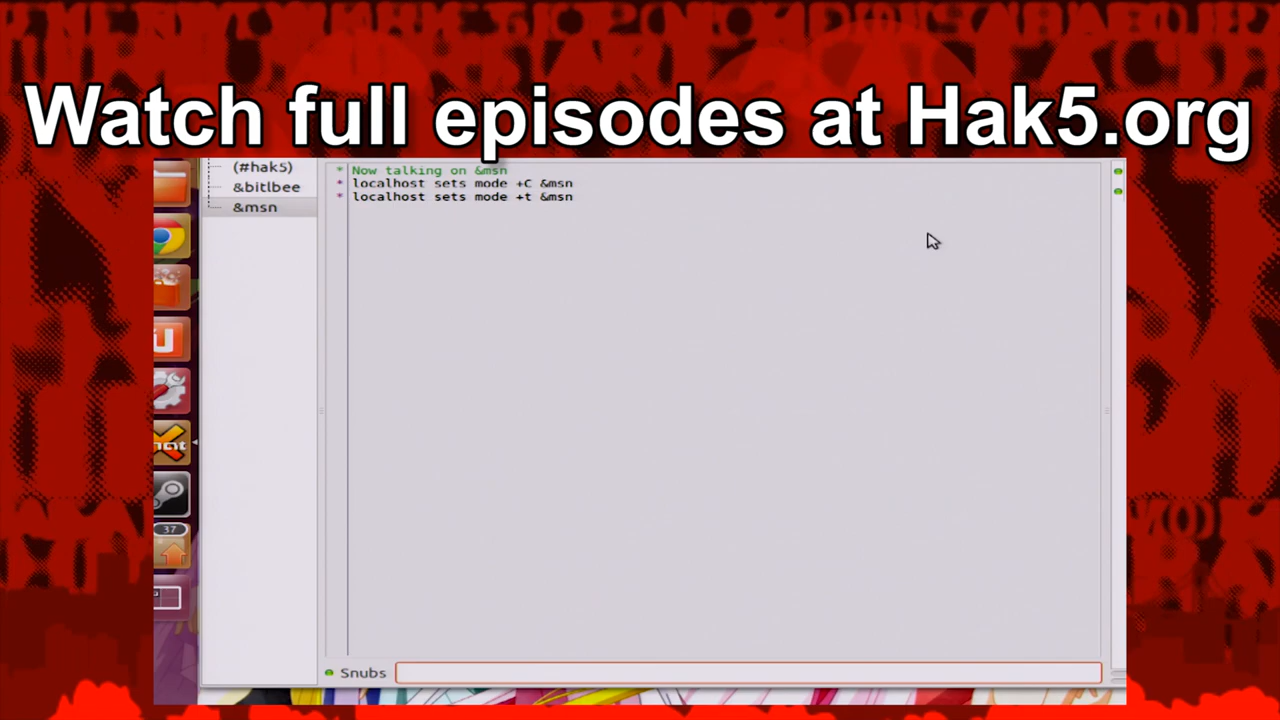 Watch full episodes at Hak5.org
(#hak5)
&bitlbee
&msn
* Now talking on &msn
* localhost sets mode +C &msn
* localhost sets mode +t &msn
37
Snubs